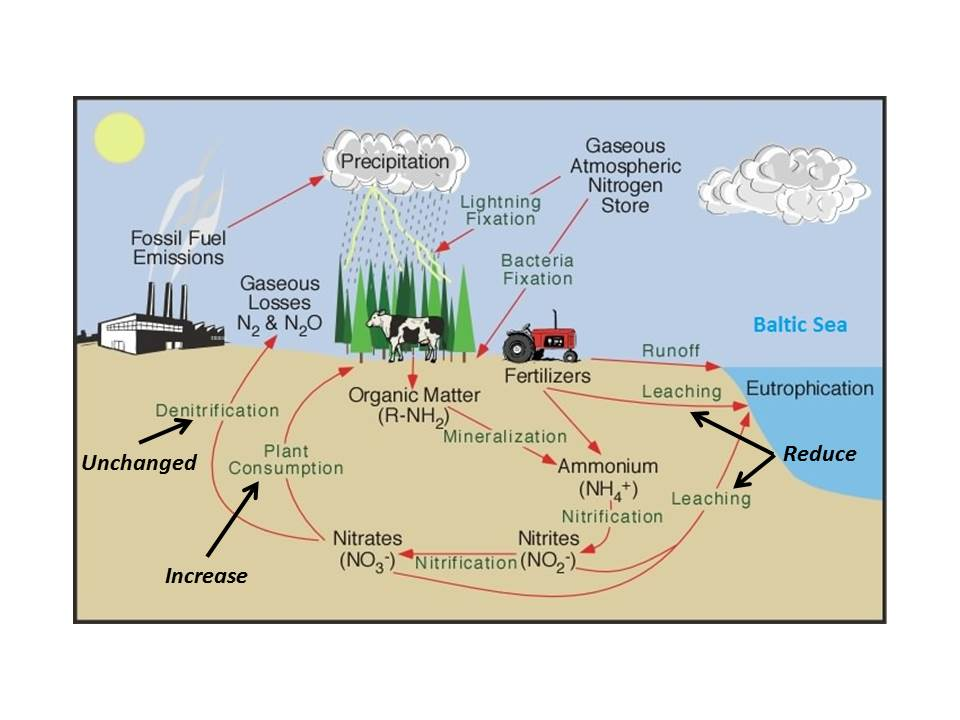 Precipitation
Gaseous
Atmospheric
Nitrogen
Store
Lightning
Fixation
Fossil Fuel
Emissions
Bacteria
Fixation
Gaseous
Losses
N₂ & N₂O
Baltic Sea
Runoff
Fertilizers
Leaching
Eutrophication
Organic Matter
(R-NH₂)
Denitrification
Mineralization
Unchanged
Plant
Consumption
Reduce
Ammonium
(NH₄⁺)
Leaching
Nitrification
Nitrates
(NO₃⁻)
Nitrification
Nitrites
(NO₂⁻)
Increase